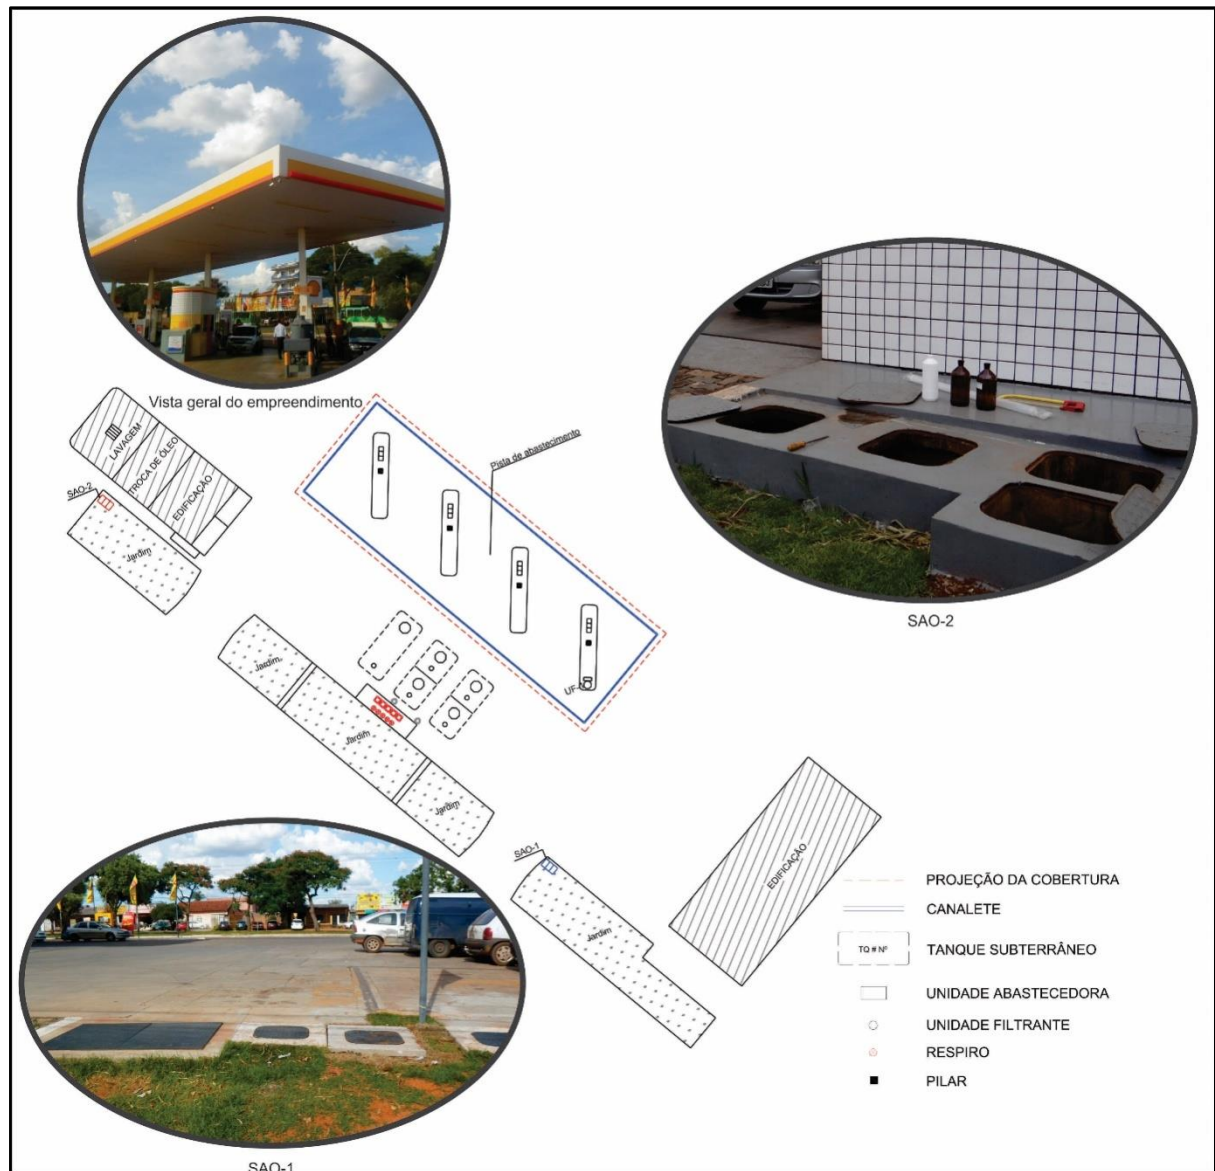 Vista geral do empreendimento
LAVAGEM
TROCA DE ÓLEO
EDIFICAÇÃO
SAO-2
Jardim
Pista de abastecimento
SAO-2
UF-
Jardim
Jardim
Jardim
SAO-1
Jardim
EDIFICAÇÃO
PROJEÇÃO DA COBERTURA
CANALETE
TQ # Nº
TANQUE SUBTERRÂNEO
UNIDADE ABASTECEDORA
UNIDADE FILTRANTE
RESPIRO
PILAR
SAO-1